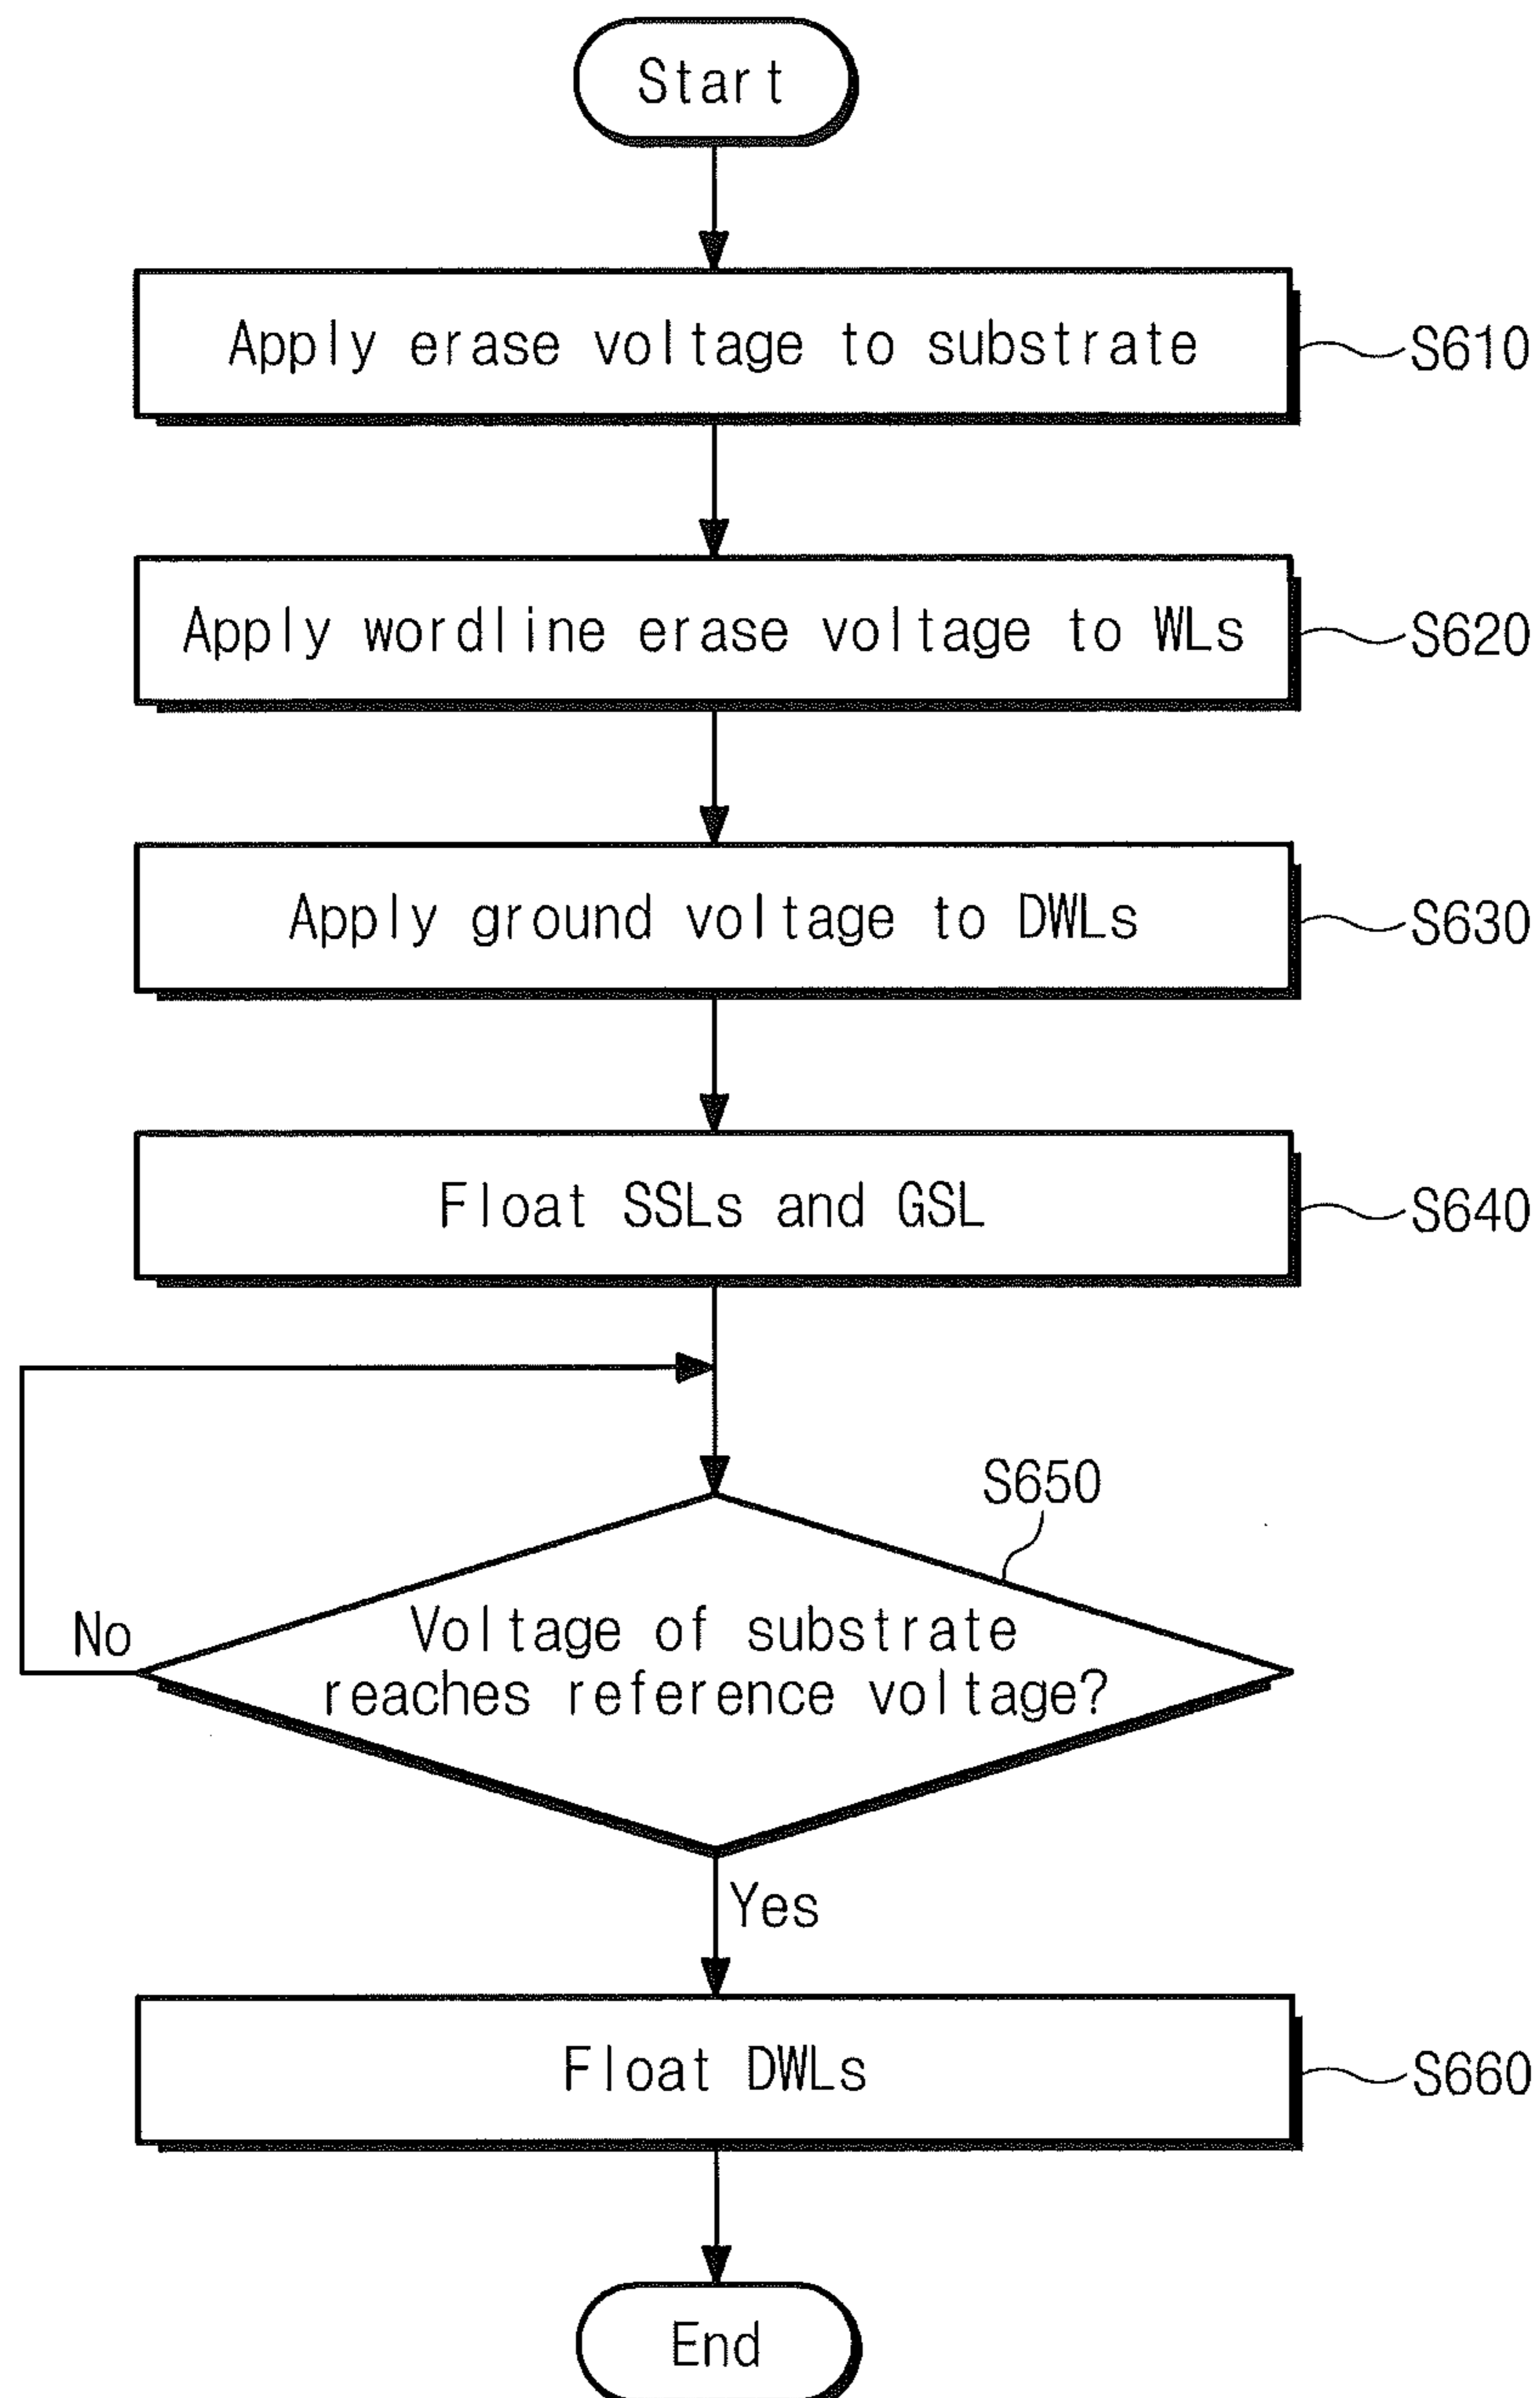 Start
Apply erase voltage to substrate
S610
Apply wordline erase voltage to WLs
S620
Apply ground voltage to DWLs
S630
Float SSLs and GSL
S640
S650
Voltage of substrate
reaches reference voltage?
No
Yes
Float DWLs
S660
End